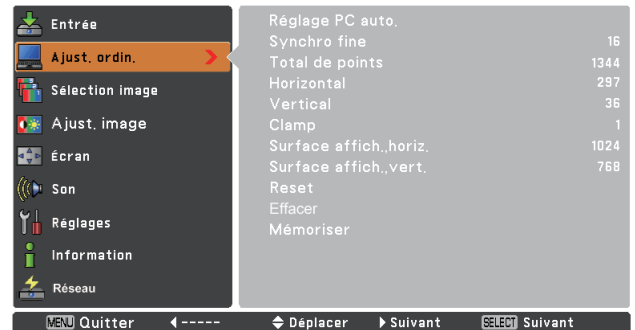 Entrée
Ajust. ordin.
Sélection image
Ajust. image
Écran
Son
Réglages
Information
Réseau
Réglage PC auto.
Synchro fine 16
Total de points 1344
Horizontal 297
Vertical 36
Clamp 1
Surface affich.,horiz. 1024
Surface affich.,vert. 768
Reset
Effacer
Mémoriser
MENU Quitter ----- Déplacer Suivant SELECT Suivant